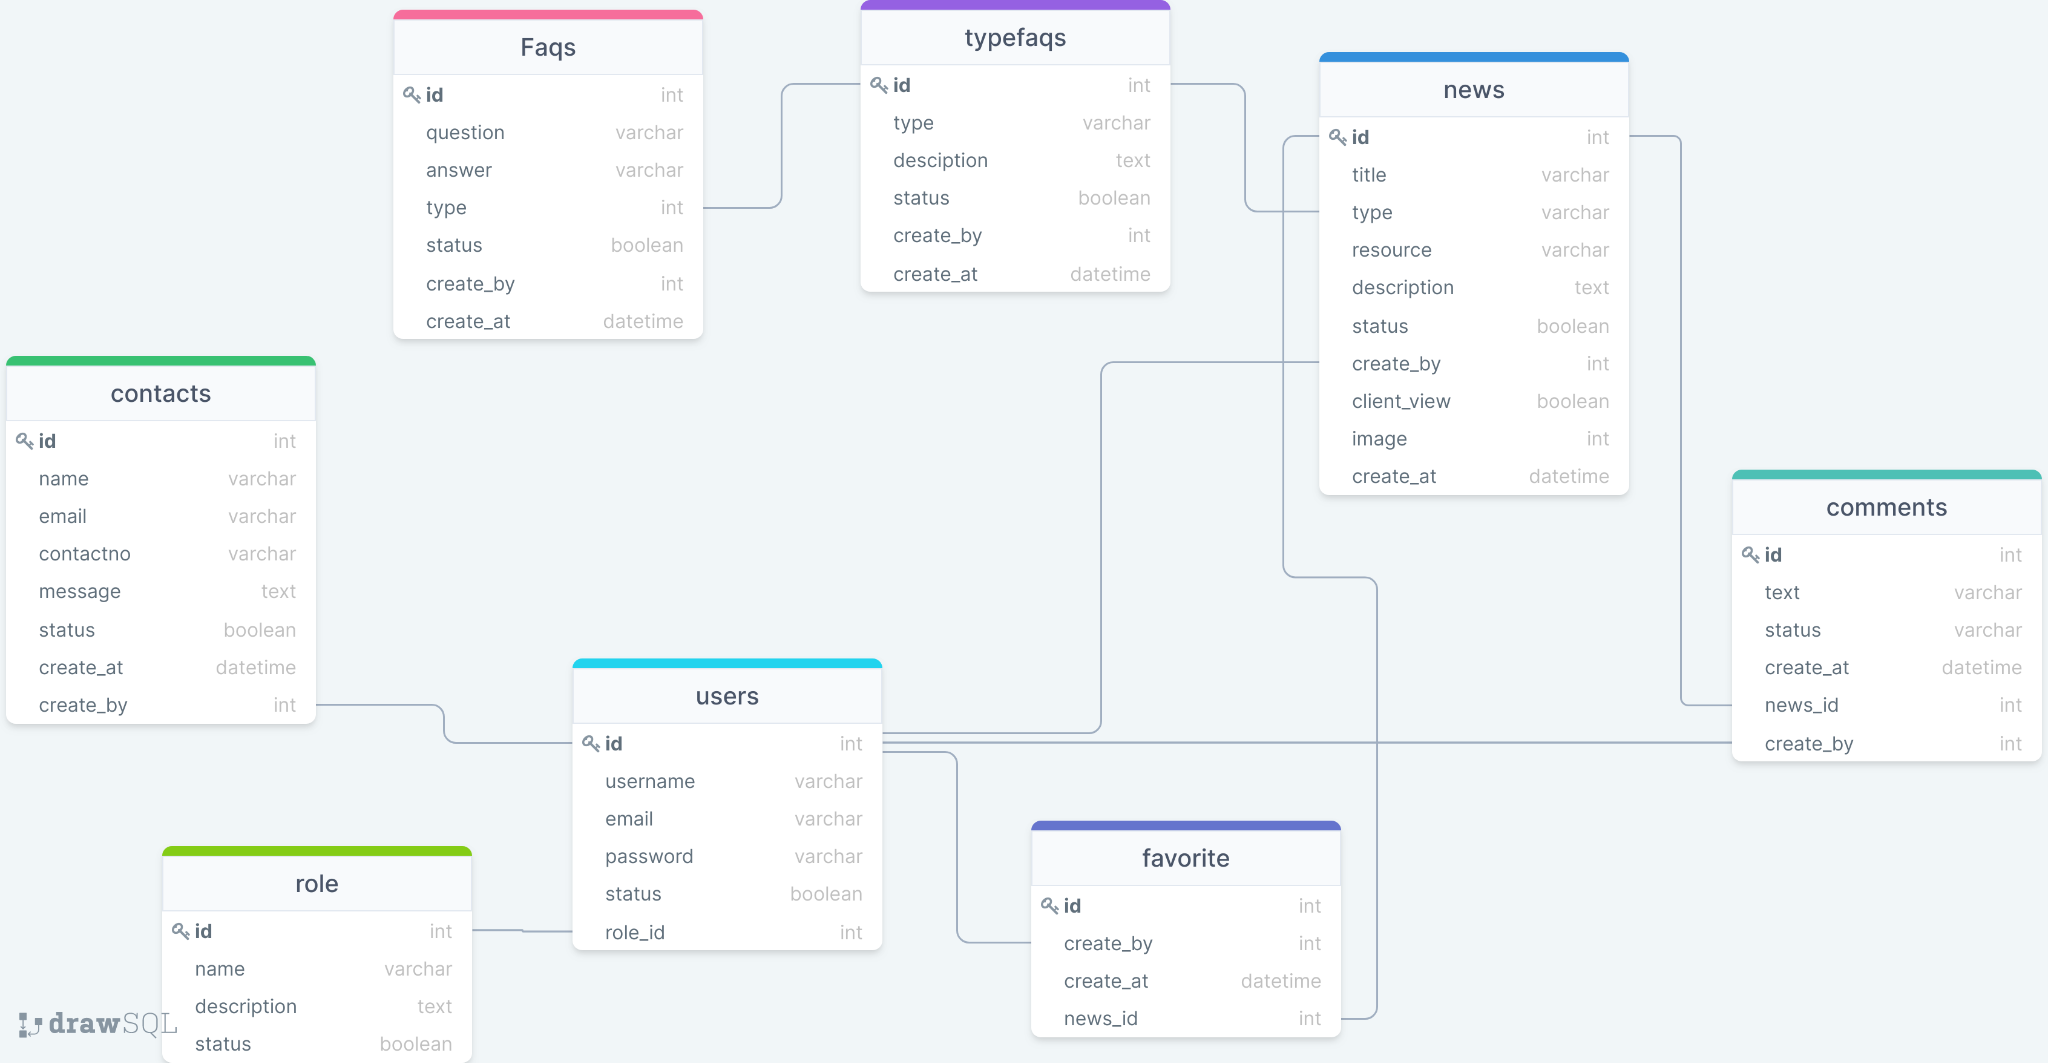 Faqs
id int
question varchar
answer varchar
type int
status boolean
create_by int
create_at datetime
typefaqs
id int
type varchar
desciption text
status boolean
create_by int
create_at datetime
news
id int
title varchar
type varchar
resource varchar
description text
status boolean
create_by int
client_view boolean
image int
create_at datetime
contacts
id int
name varchar
email varchar
contactno varchar
message text
status boolean
create_at datetime
create_by int
comments
id int
text varchar
status varchar
create_at datetime
news_id int
create_by int
users
id int
username varchar
email varchar
password varchar
status boolean
role_id int
favorite
id int
create_by int
create_at datetime
news_id int
role
id int
name varchar
description text
status boolean
drawSQL